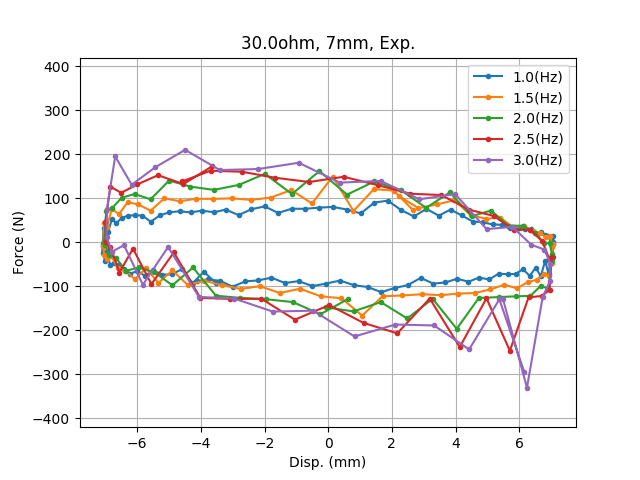 30.0ohm, 7mm, Exp.
400
300
200
100
0
−100
−200
−300
−400
Force (N)
1.0(Hz)
1.5(Hz)
2.0(Hz)
2.5(Hz)
3.0(Hz)
−6 −4 −2 0 2 4 6
Disp. (mm)